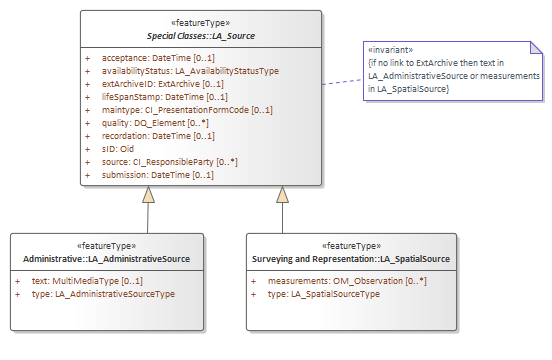 «featureType»
Special Classes::LA_Source
+ acceptance: DateTime [0..1]
+ availabilityStatus: LA_AvailabilityStatusType
+ extArchiveID: ExtArchive [0..1]
+ lifeSpanStamp: DateTime [0..1]
+ maintype: CI_PresentationFormCode [0..1]
+ quality: DQ_Element [0..*]
+ recordation: DateTime [0..1]
+ sID: Oid
+ source: CI_ResponsibleParty [0..*]
+ submission: DateTime [0..1]
«invariant»
{if no link to ExtArchive then text in
LA_AdministrativeSource or measurements
in LA_SpatialSource}
«featureType»
Administrative::LA_AdministrativeSource
+ text: MultiMediaType [0..1]
+ type: LA_AdministrativeSourceType
«featureType»
Surveying and Representation::LA_SpatialSource
+ measurements: OM_Observation [0..*]
+ type: LA_SpatialSourceType